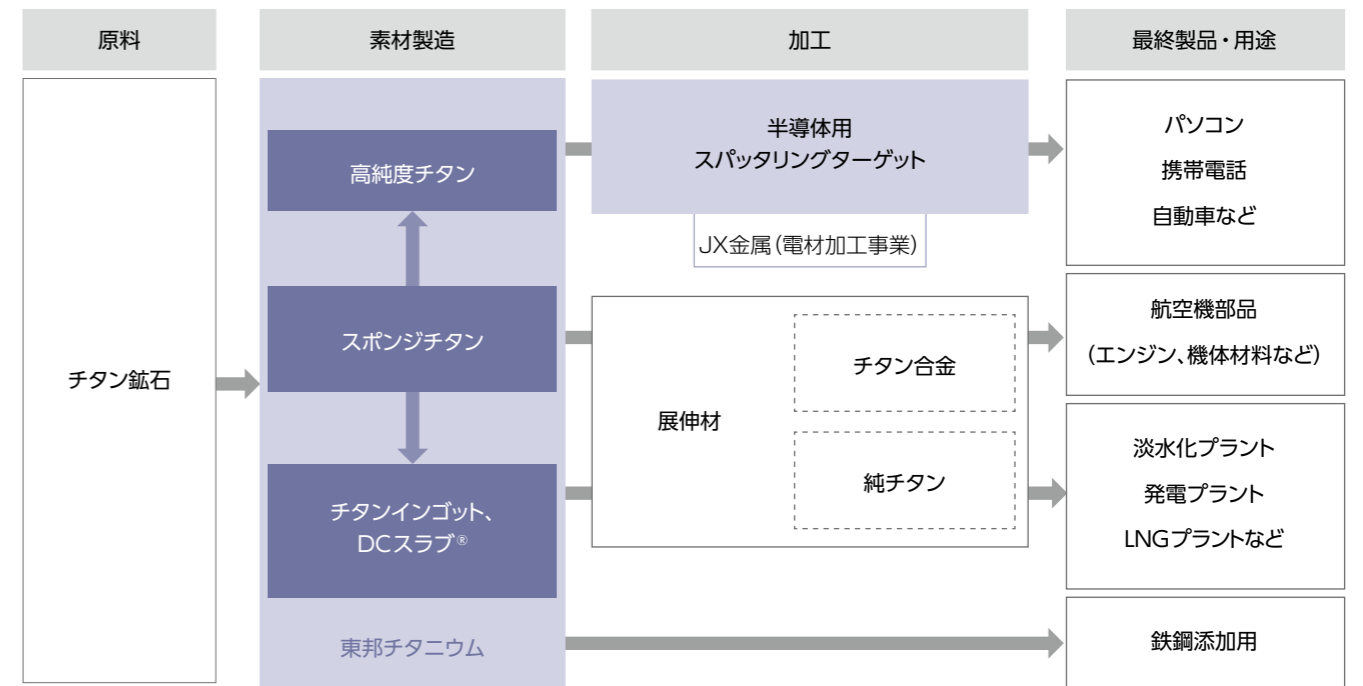 原料
素材製造
加工
最終製品・用途
チタン鉱石
高純度チタン
スポンジチタン
チタンインゴット、
DCスラブ®
東邦チタニウム
半導体用
スパッタリングターゲット
JX金属(電材加工事業)
展伸材
チタン合金
純チタン
パソコン
携帯電話
自動車など
航空機部品
(エンジン、機体材料など)
淡水化プラント
発電プラント
LNGプラントなど
鉄鋼添加用